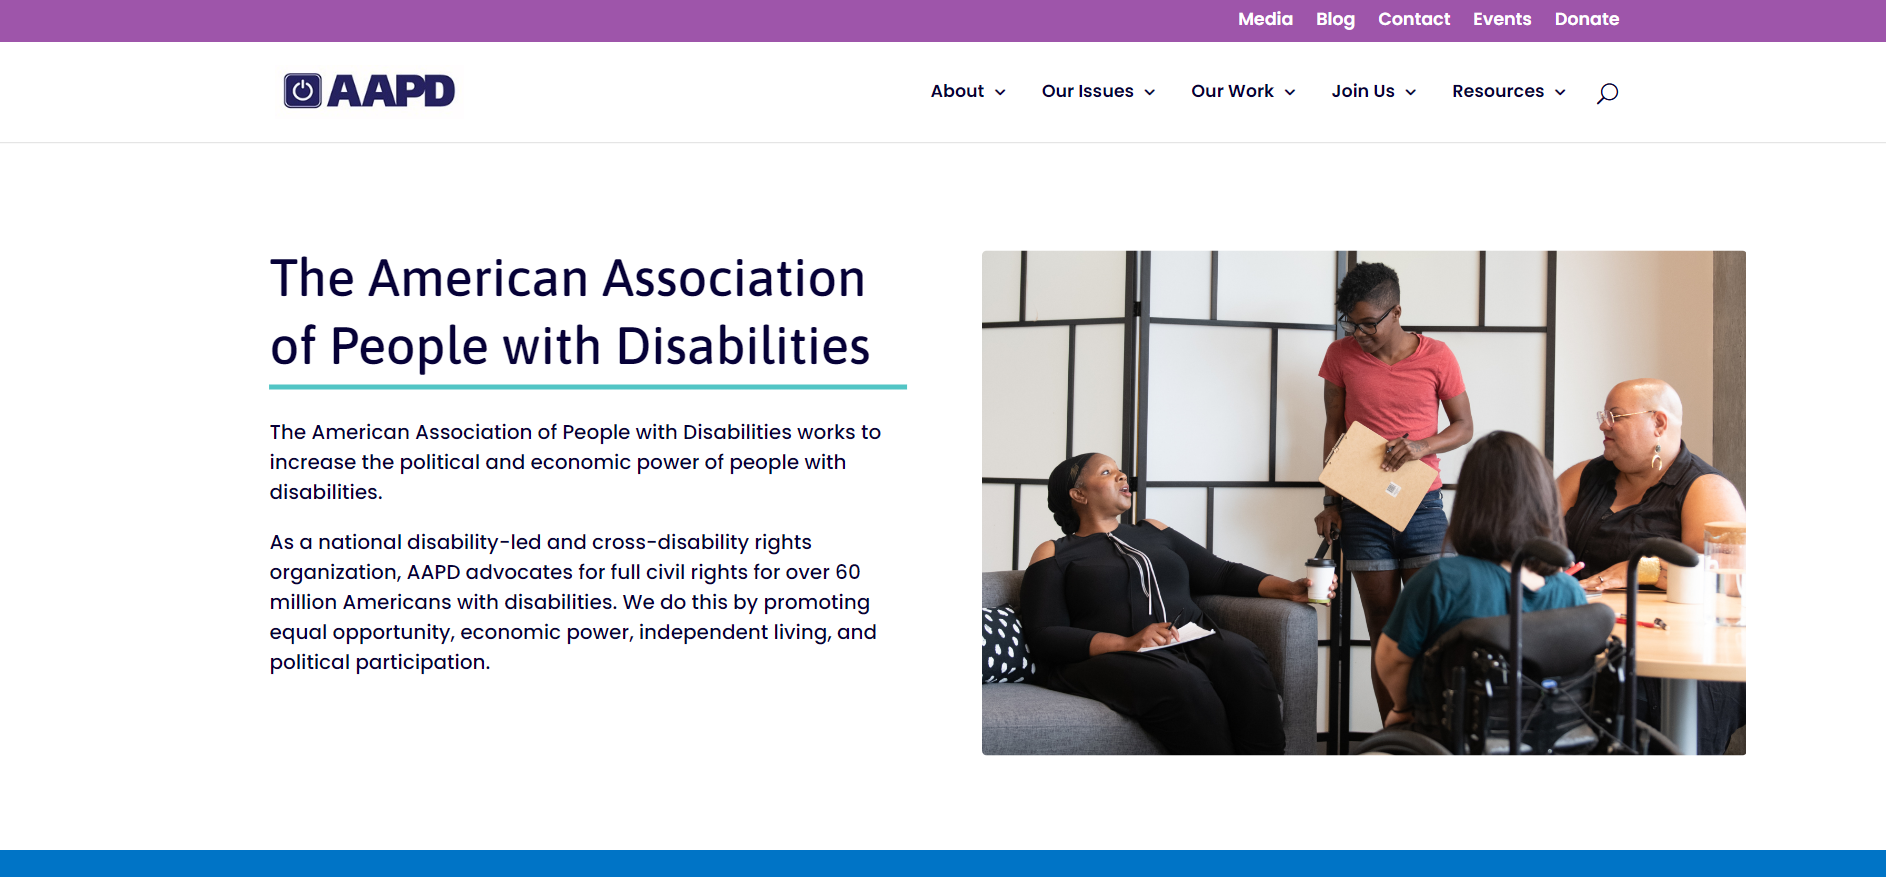 Media Blog Contact Events Donate
AAPD
About Our Issues Our Work Join Us Resources
The American Association
of People with Disabilities
The American Association of People with Disabilities works to
increase the political and economic power of people with
disabilities.
As a national disability-led and cross-disability rights
organization, AAPD advocates for full civil rights for over 60
million Americans with disabilities. We do this by promoting
equal opportunity, economic power, independent living, and
political participation.